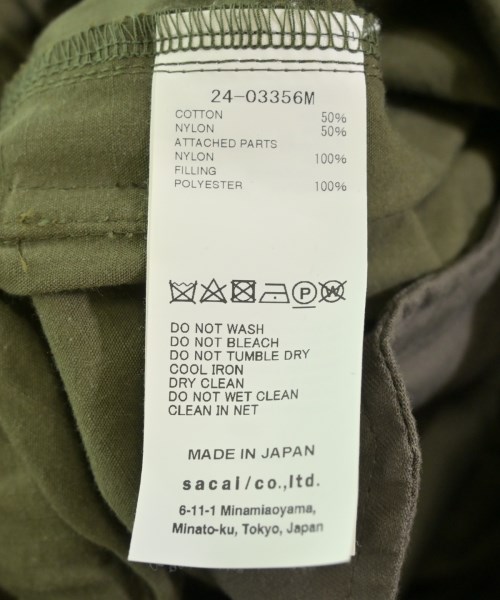 24-03356M
COTTON 50%
NYLON 50%
ATTACHED PARTS
NYLON 100%
FILLING
POLYESTER 100%
P W
DO NOT WASH
DO NOT BLEACH
DO NOT TUMBLE DRY
COOL IRON
DRY CLEAN
DO NOT WET CLEAN
CLEAN IN NET
MADE IN JAPAN
sacai/co.,ltd.
6-11-1 Minamiaoyama,
Minato-ku, Tokyo, Japan